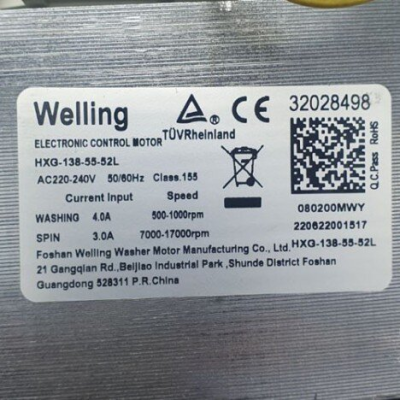 Welling
TÜVRheinland
CE
32028498
ELECTRONIC CONTROL MOTOR
HXG-138-55-52L
AC220-240V 50/60Hz Class.155
Current Input Speed
WASHING 4.0A 500-1000rpm
SPIN 3.0A 7000-17000rpm
Q.C.Pass RoHS
080200MWY
220622001517
HXG-138-55-52L
Foshan Welling Washer Motor Manufacturing Co., Ltd.
21 Gangqian Rd.,Beijiao Industrial Park ,Shunde District Foshan
Guangdong 528311 P.R.China